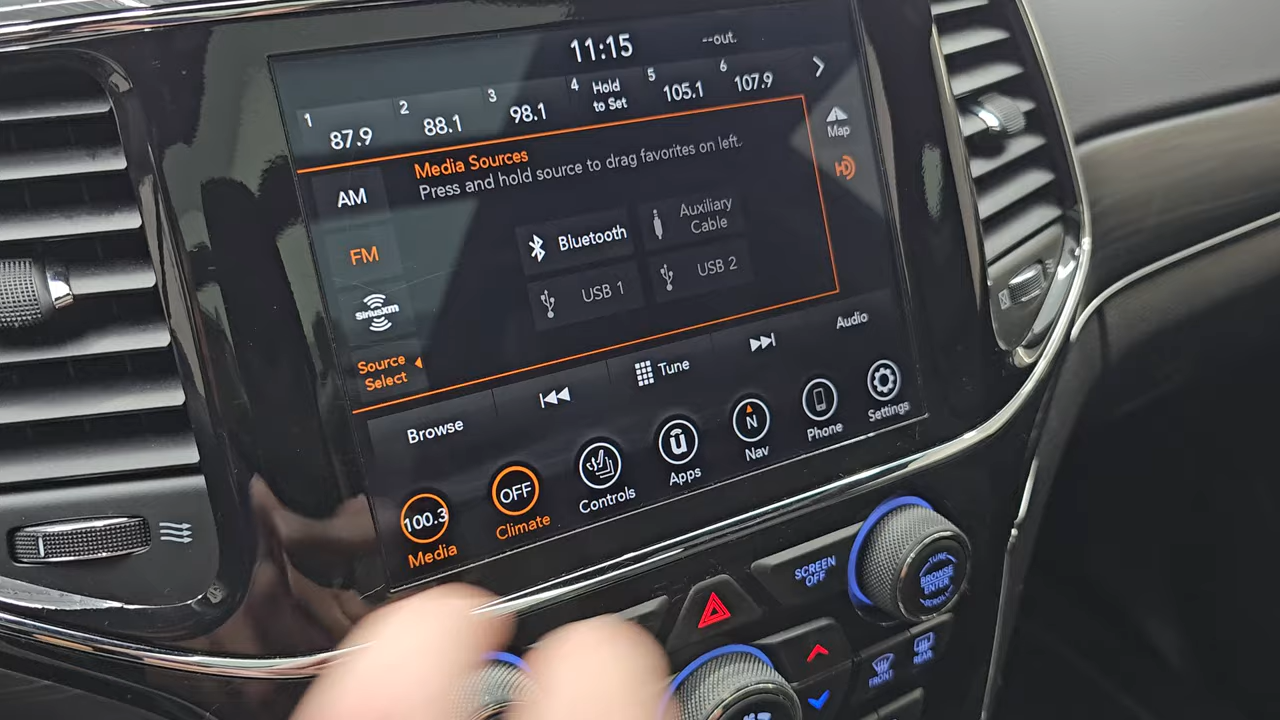 11:15
--out.
1
87.9
2
88.1
3
98.1
4
Hold
to Set
5
105.1
6
107.9
Map
HD
AM
Media Sources
Press and hold source to drag favorites on left.
FM
Bluetooth
Auxiliary
Cable
SiriusXM
USB 1
USB 2
Source
Select
Browse
Tune
Audio
100.3
Media
OFF
Climate
Controls
Apps
N
Nav
Phone
Settings
SCREEN
OFF
TUNE
BROWSE
ENTER
SCROLL
FRONT
REAR